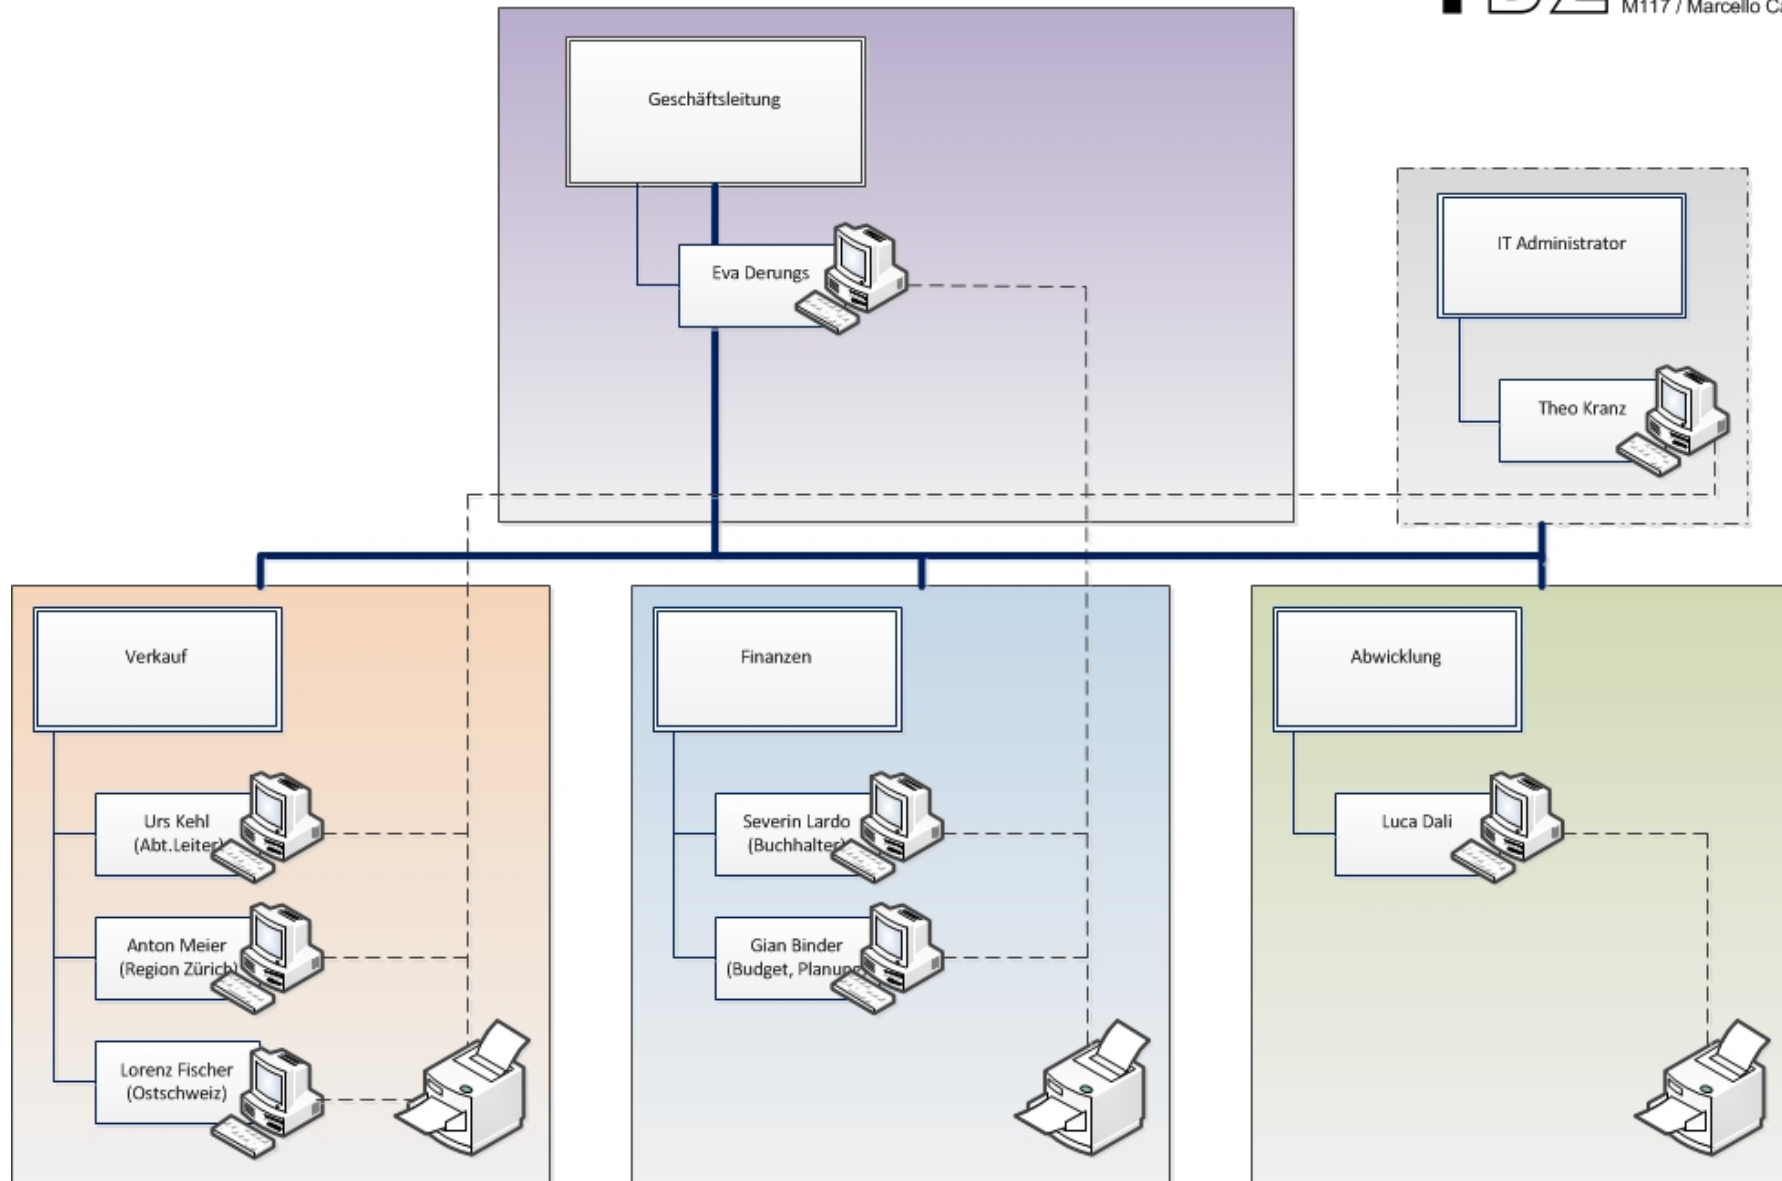 M117 / Marcello
Geschäftsleitung
Eva Derungs
IT Administrator
Theo Kranz
Verkauf
Urs Kehl
(Abt.Leiter)
Anton Meier
(Region Zürich)
Lorenz Fischer
(Ostschweiz)
Finanzen
Severin Lardo
(Buchhalter)
Gian Binder
(Budget, Planung
Abwicklung
Luca Dali